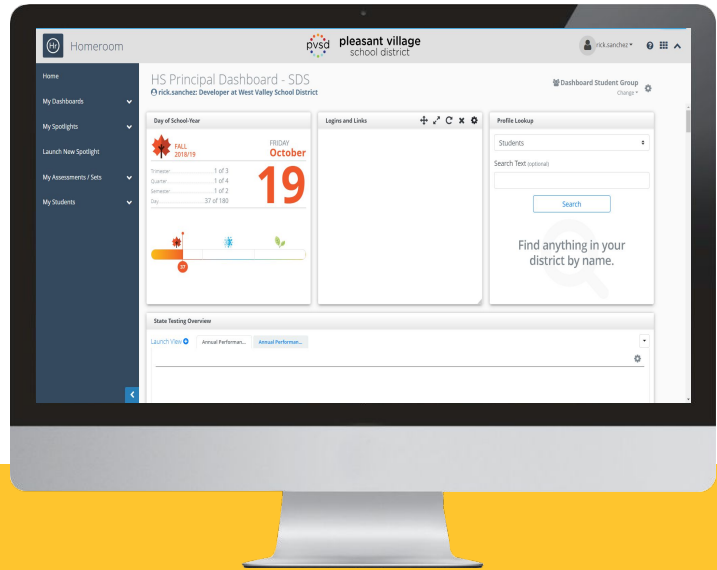 Hr Homeroom
pvsd pleasant village
school district
rick.sanchez
Home
My Dashboards
My Spotlights
Launch New Spotlight
My Assessments / Sets
My Students
HS Principal Dashboard - SDS
rick.sanchez: Developer at West Valley School District
Dashboard Student Group
Change
Day of School-Year
FALL
2018/19
FRIDAY
October
19
Trimester 1 of 3
Quarter 1 of 4
Semester 1 of 2
Day 37 of 180
37
Logins and Links
Profile Lookup
Students
Search Text (optional)
Search
Find anything in your
district by name.
State Testing Overview
Launch View
Annual Performan...
Annual Performan...